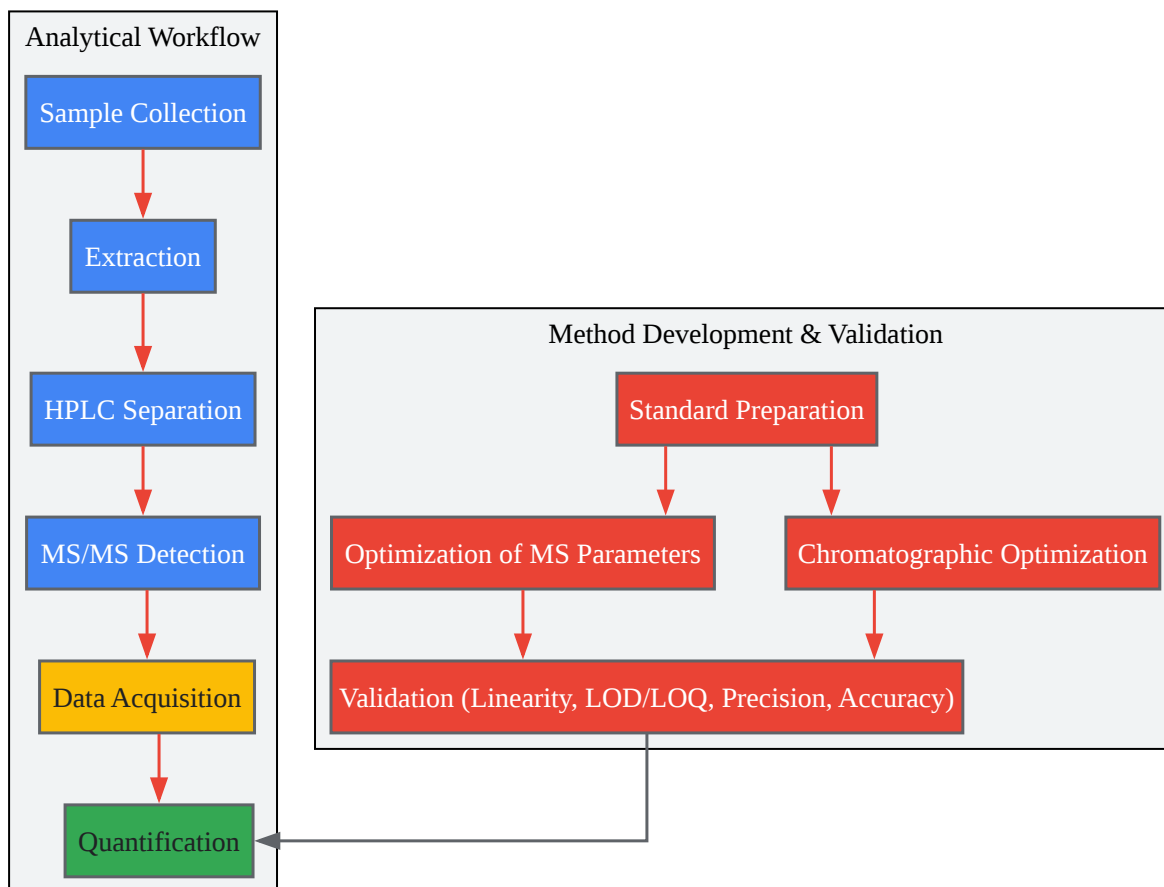 Analytical Workflow
Sample Collection
Extraction
HPLC Separation
MS/MS Detection
Data Acquisition
Quantification
Method Development & Validation
Standard Preparation
Optimization of MS Parameters
Chromatographic Optimization
Validation (Linearity, LOD/LOQ, Precision, Accuracy)